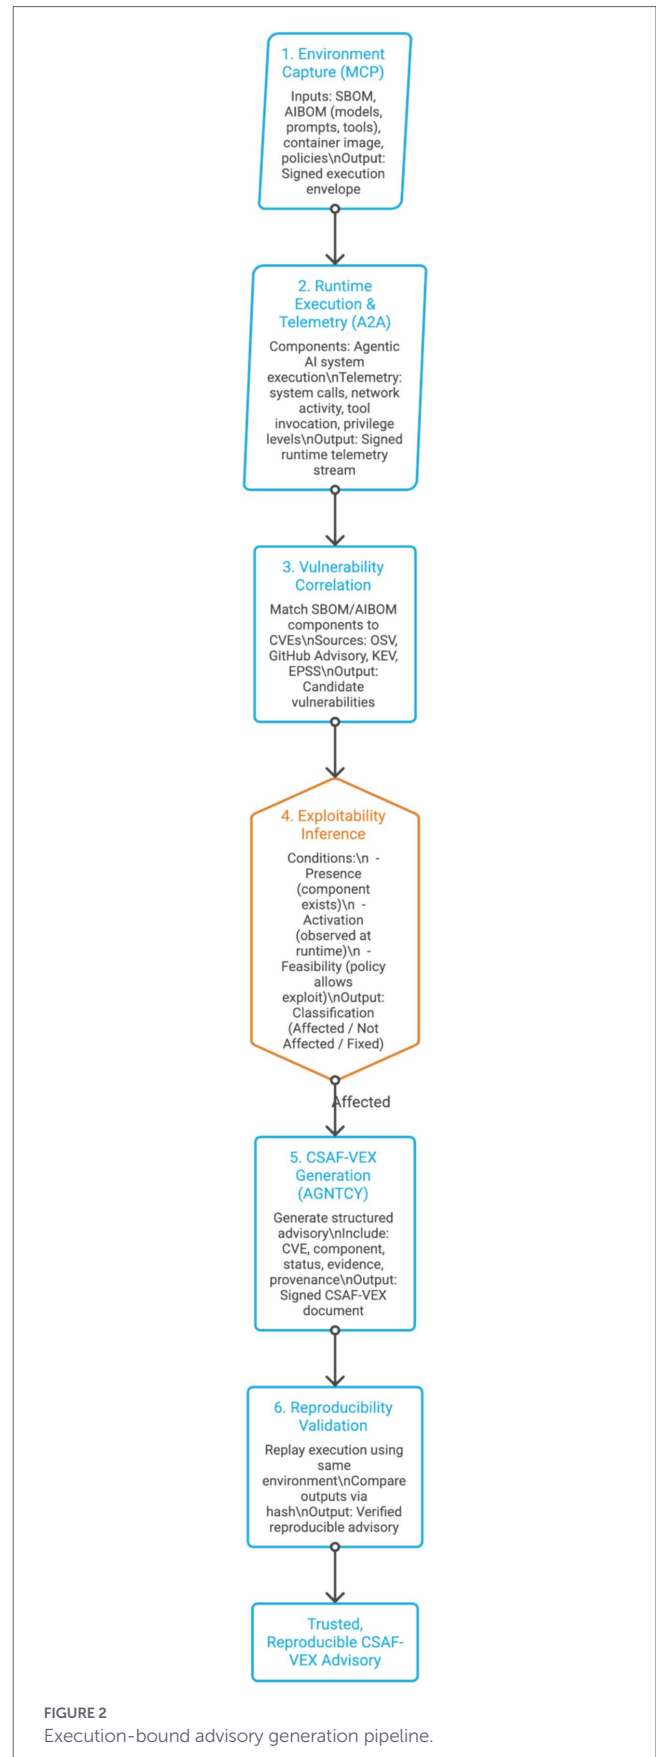 1. Environment
Capture (MCP)
Inputs: SBOM,
AIBOM (models,
prompts, tools),
container image,
policies\nOutput:
Signed execution
envelope
2. Runtime
Execution &
Telemetry (A2A)
Components: Agentic
AI system
execution\nTelemetry:
system calls, network
activity, tool
invocation, privilege
levels\nOutput: Signed
runtime telemetry
stream
3. Vulnerability
Correlation
Match SBOM/AIBOM
components to
CVEs\nSources: OSV,
GitHub Advisory, KEV,
EPSS\nOutput:
Candidate
vulnerabilities
4. Exploitability
Inference
Conditions:\n -
Presence
(component
exists)\n -
Activation
(observed at
runtime)\n -
Feasibility (policy
allows
exploit)\nOutput:
Classification
(Affected / Not
Affected / Fixed)
Affected
5. CSAF-VEX
Generation
(AGNTCY)
Generate structured
advisory\nInclude:
CVE, component,
status, evidence,
provenance\nOutput:
Signed CSAF-VEX
document
6. Reproducibility
Validation
Replay execution using
same
environment\nCompare
outputs via
hash\nOutput: Verified
reproducible advisory
Trusted,
Reproducible CSAF-
VEX Advisory
FIGURE 2
Execution-bound advisory generation pipeline.